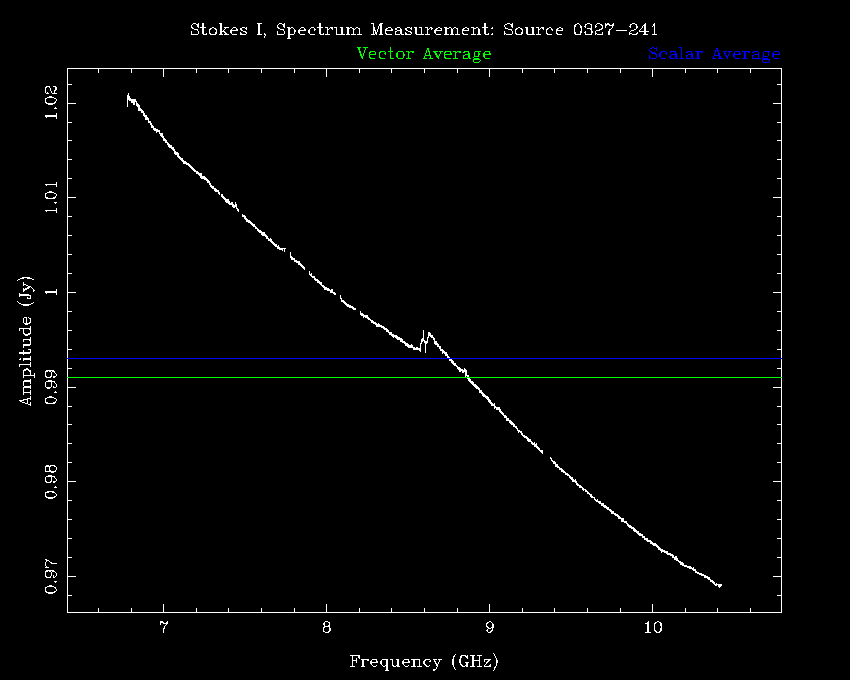 Stokes I, Spectrum Measurement: Source 0327−241
Vector Average Scalar Average
1.02
1.01
1
0.99
0.98
0.97
Amplitude (Jy)
7 8 9 10
Frequency (GHz)